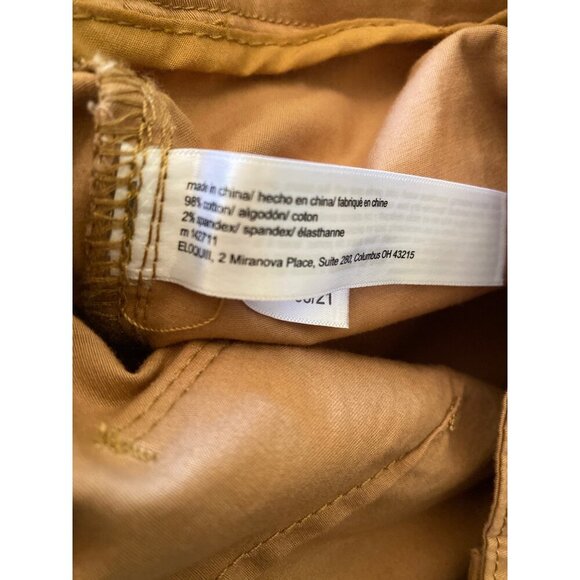 made in china/ hecho en china/ fabriqué en chine
98% cotton/ algodón/ coton
2% spandex/ spandex/ élasthanne
m 142711
ELOQUII, 2 Miranova Place, Suite 280, Columbus OH 43215